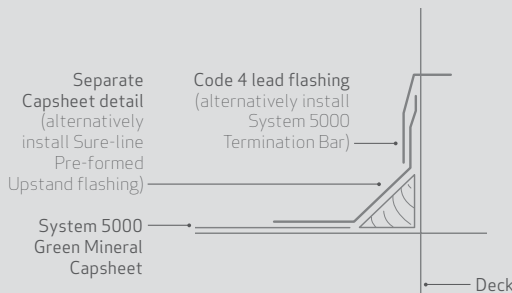 Separate
Capsheet detail
(alternatively
install Sure-line
Pre-formed
Upstand flashing)
Code 4 lead flashing
(alternatively install
System 5000
Termination Bar)
System 5000
Green Mineral
Capsheet
Deck